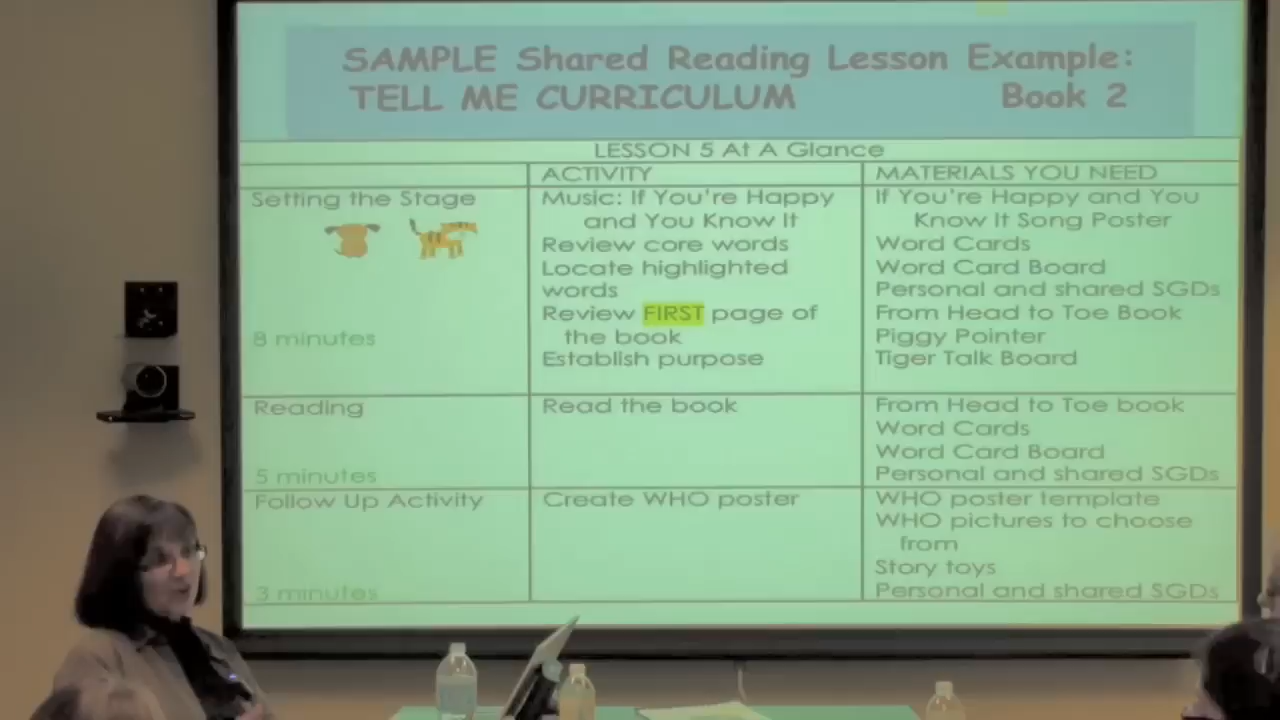 SAMPLE Shared Reading Lesson Example:
TELL ME CURRICULUM Book 2
LESSON 5 At A Glance
ACTIVITY MATERIALS YOU NEED
Setting the Stage
8 minutes
Music: If You're Happy
and You Know It
Review core words
Locate highlighted
words
Review FIRST page of
the book
Establish purpose
If You're Happy and You
Know It Song Poster
Word Cards
Word Card Board
Personal and shared SGDs
From Head to Toe Book
Piggy Pointer
Tiger Talk Board
Reading
5 minutes
Read the book
From Head to Toe book
Word Cards
Word Card Board
Personal and shared SGDs
Follow Up Activity
3 minutes
Create WHO poster
WHO poster template
WHO pictures to choose
from
Story toys
Personal and shared SGDs